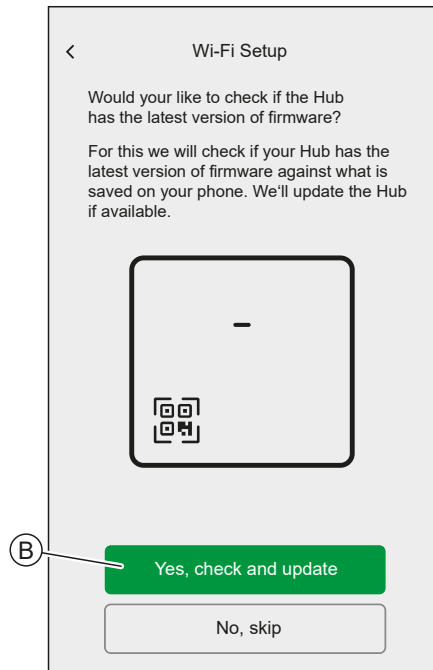 Wi-Fi Setup
Would your like to check if the Hub
has the latest version of firmware?
For this we will check if your Hub has the
latest version of firmware against what is
saved on your phone. We'll update the Hub
if available.
B
Yes, check and update
No, skip